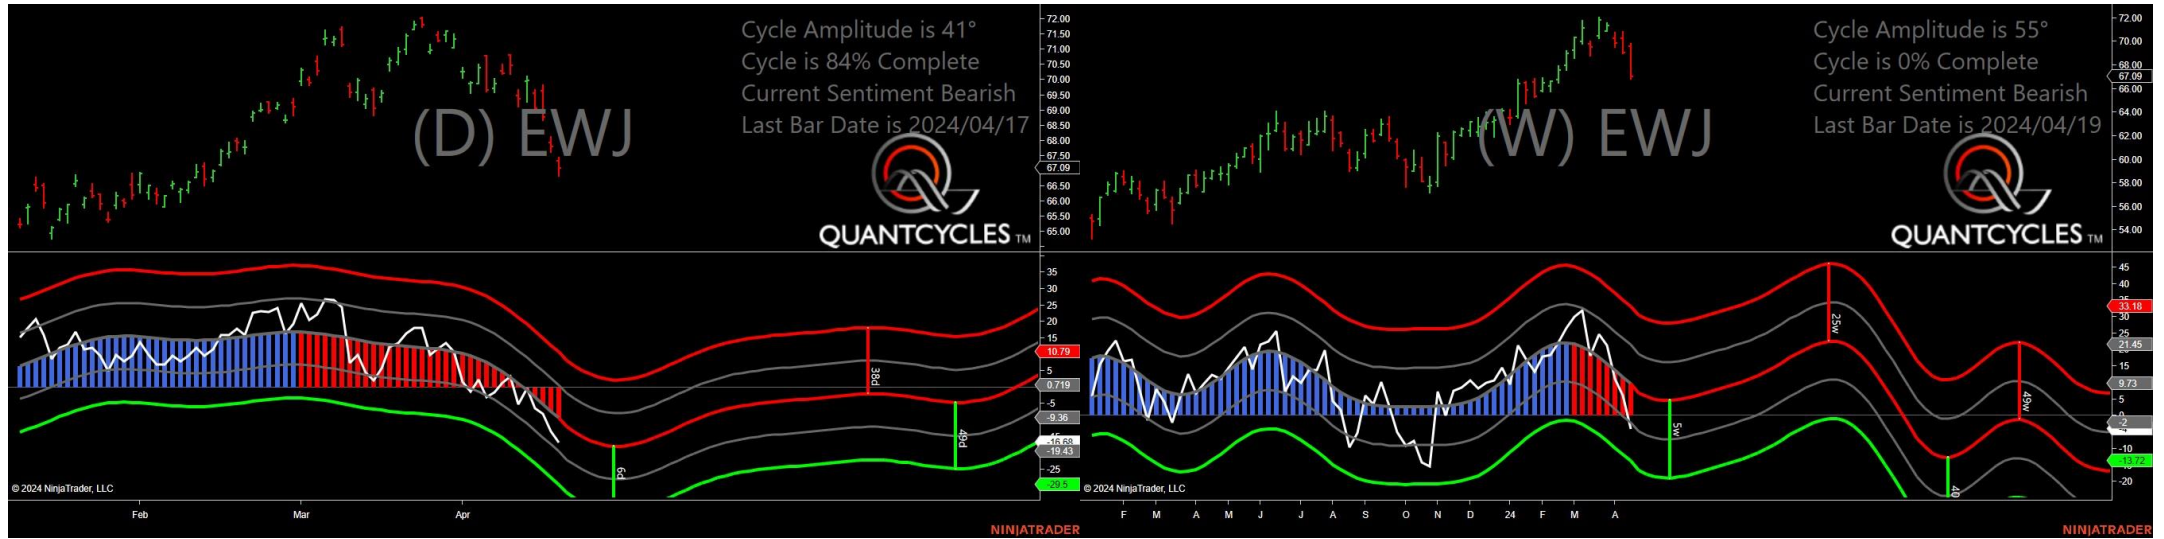 Cycle Amplitude is 41°
Cycle is 84% Complete
Current Sentiment Bearish
Last Bar Date is 2024/04/17
(D) EWJ
QUANTCYCLES TM
72.00
71.50
71.00
70.50
70.00
69.50
69.00
68.50
68.00
67.50
67.09
66.50
66.00
65.50
65.00
35
30
25
20
15
10.79
5
0.719
-5
-9.36
-16.68
-19.43
-25
-29.5
38d
49d
6d
© 2024 NinjaTrader, LLC
Feb Mar Apr
NINJATRADER
Cycle Amplitude is 55°
Cycle is 0% Complete
Current Sentiment Bearish
Last Bar Date is 2024/04/19
(W) EWJ
QUANTCYCLES TM
72.00
70.00
68.00
67.09
66.00
64.00
62.00
60.00
58.00
56.00
54.00
45
40
33.18
30
21.45
15
9.73
5
-2
-10
-13.72
-20
25w
49w
5w
© 2024 NinjaTrader, LLC
F M A M J J A S O N D 24 F M A
NINJATRADER